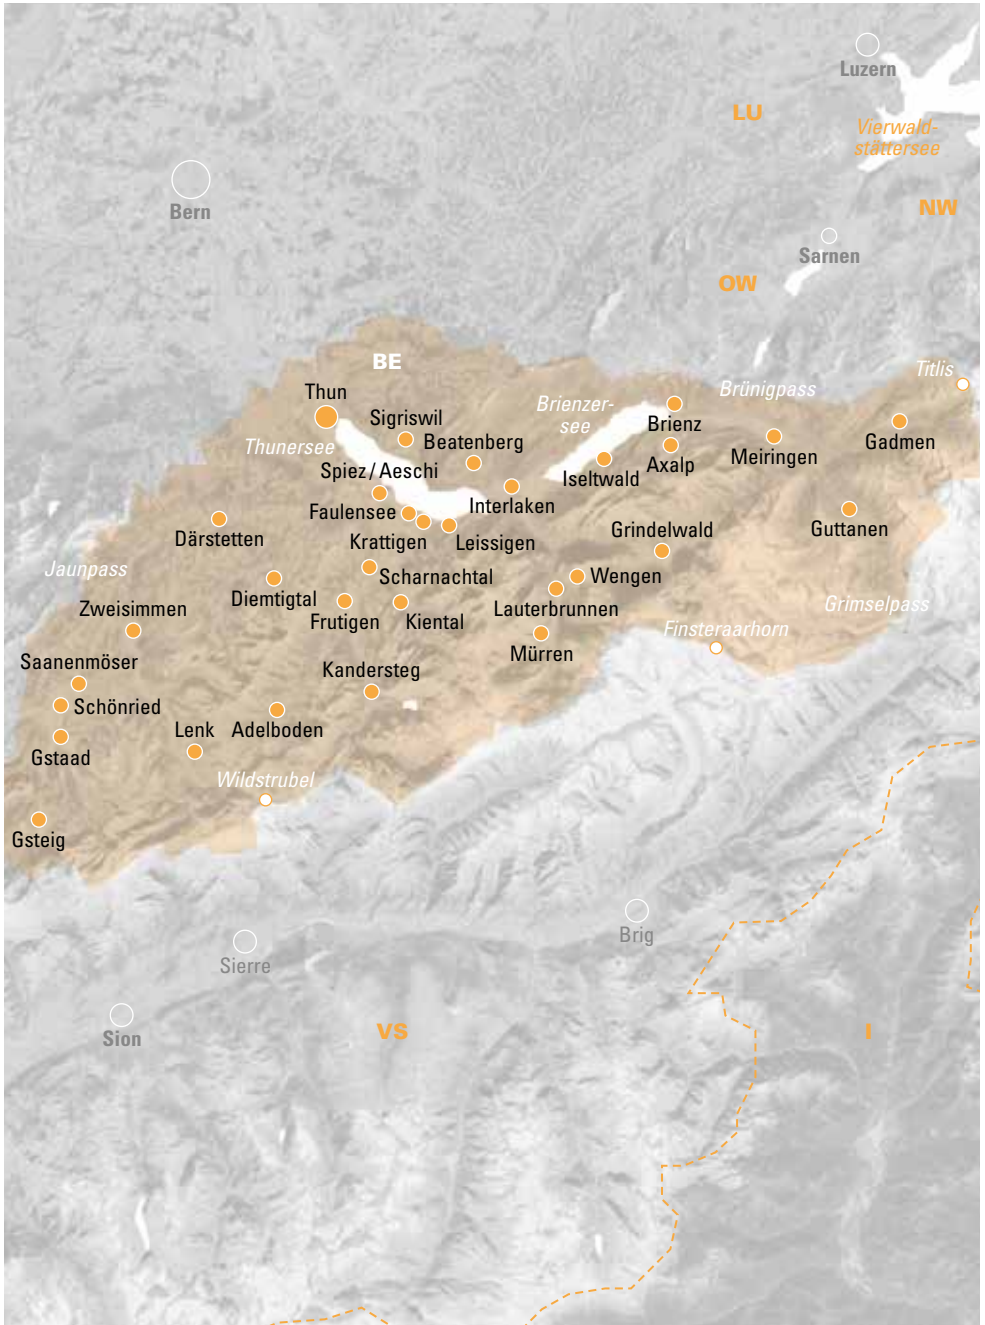 Luzern
LU
Vierwald-
stättersee
Bern
NW
Sarnen
OW
BE
Titlis
Thun
Brünigpass
Brienzer-
see
Sigriswil
Brienz
Gadmen
Thunersee
Beatenberg
Axalp
Meiringen
Spiez / Aeschi
Iseltwald
Interlaken
Faulensee
Guttanen
Därstetten
Krattigen
Leissigen
Grindelwald
Jaunpass
Scharnachtal
Wengen
Zweisimmen
Diemtigtal
Lauterbrunnen
Grimselpass
Frutigen
Kiental
Finsteraarhorn
Mürren
Saanenmöser
Kandersteg
Schönried
Lenk
Adelboden
Gstaad
Wildstrubel
Gsteig
Brig
Sierre
Sion
VS
I